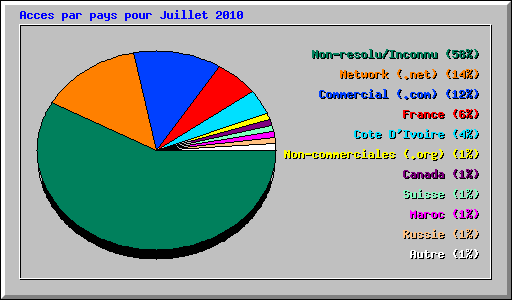 Acces par pays pour Juillet 2010
Non-resolu/Inconnu (58%)
Network (.net) (14%)
Commercial (.com) (12%)
France (6%)
Cote D'Ivoire (4%)
Non-commerciales (.org) (1%)
Canada (1%)
Suisse (1%)
Maroc (1%)
Russie (1%)
Autre (1%)